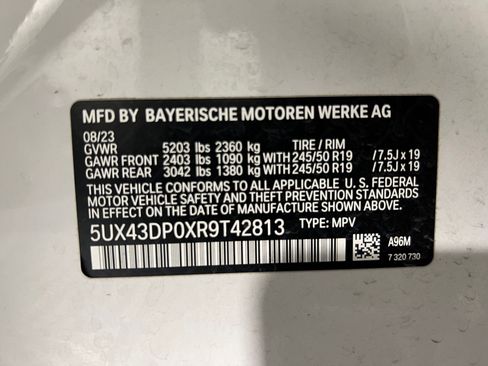 MFD BY BAYERISCHE MOTOREN WERKE AG
08/23
GVWR 5203 lbs 2360 kg TIRE / RIM
GAWR FRONT 2403 lbs 1090 kg WITH 245/50 R19 / 7.5J x 19
GAWR REAR 3042 lbs 1380 kg WITH 245/50 R19 / 7.5J x 19
THIS VEHICLE CONFORMS TO ALL APPLICABLE U. S. FEDERAL
MOTOR VEHICLE SAFETY AND THEFT PREVENTION STANDARDS
IN EFFECT ON THE DATE OF MANUFACTURE SHOWN ABOVE.
5UX43DP0XR9T42813 TYPE: MPV
A96M
7 320 730